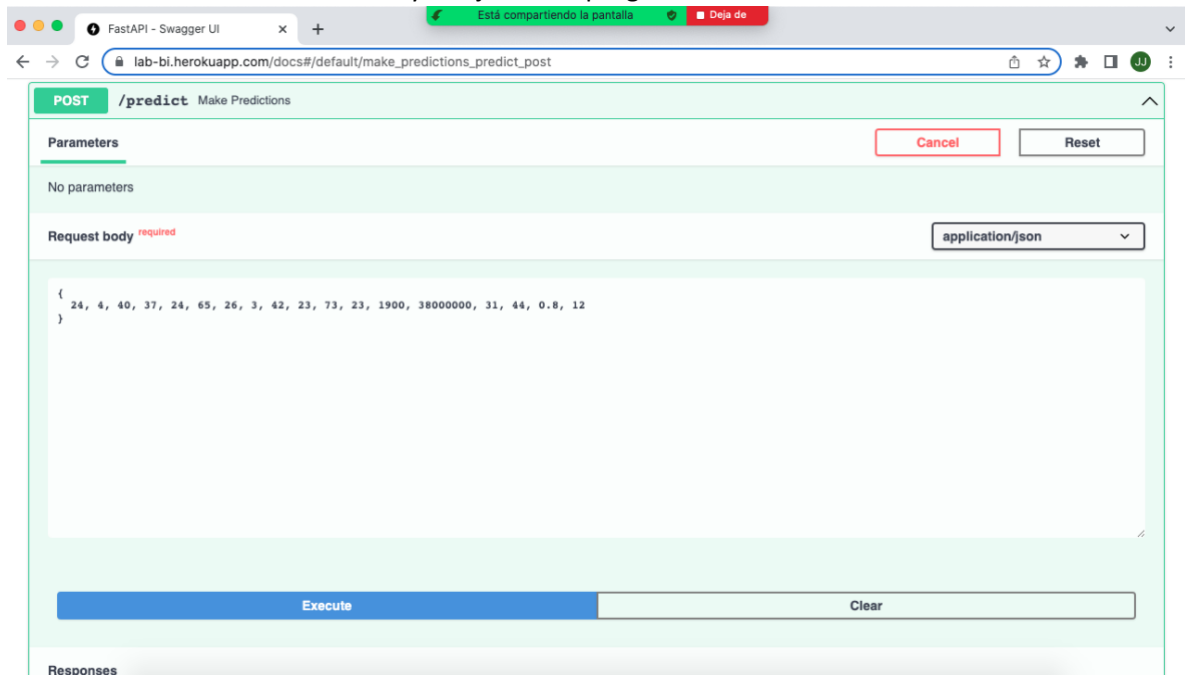 Está compartiendo la pantalla Deja de
FastAPI - Swagger UI
lab-bi.herokuapp.com/docs#/default/make_predictions_predict_post
JJ
POST /predict Make Predictions
Parameters
Cancel
Reset
No parameters
Request body required
application/json
{
24, 4, 40, 37, 24, 65, 26, 3, 42, 23, 73, 23, 1900, 38000000, 31, 44, 0.8, 12
}
Execute
Clear
Responses